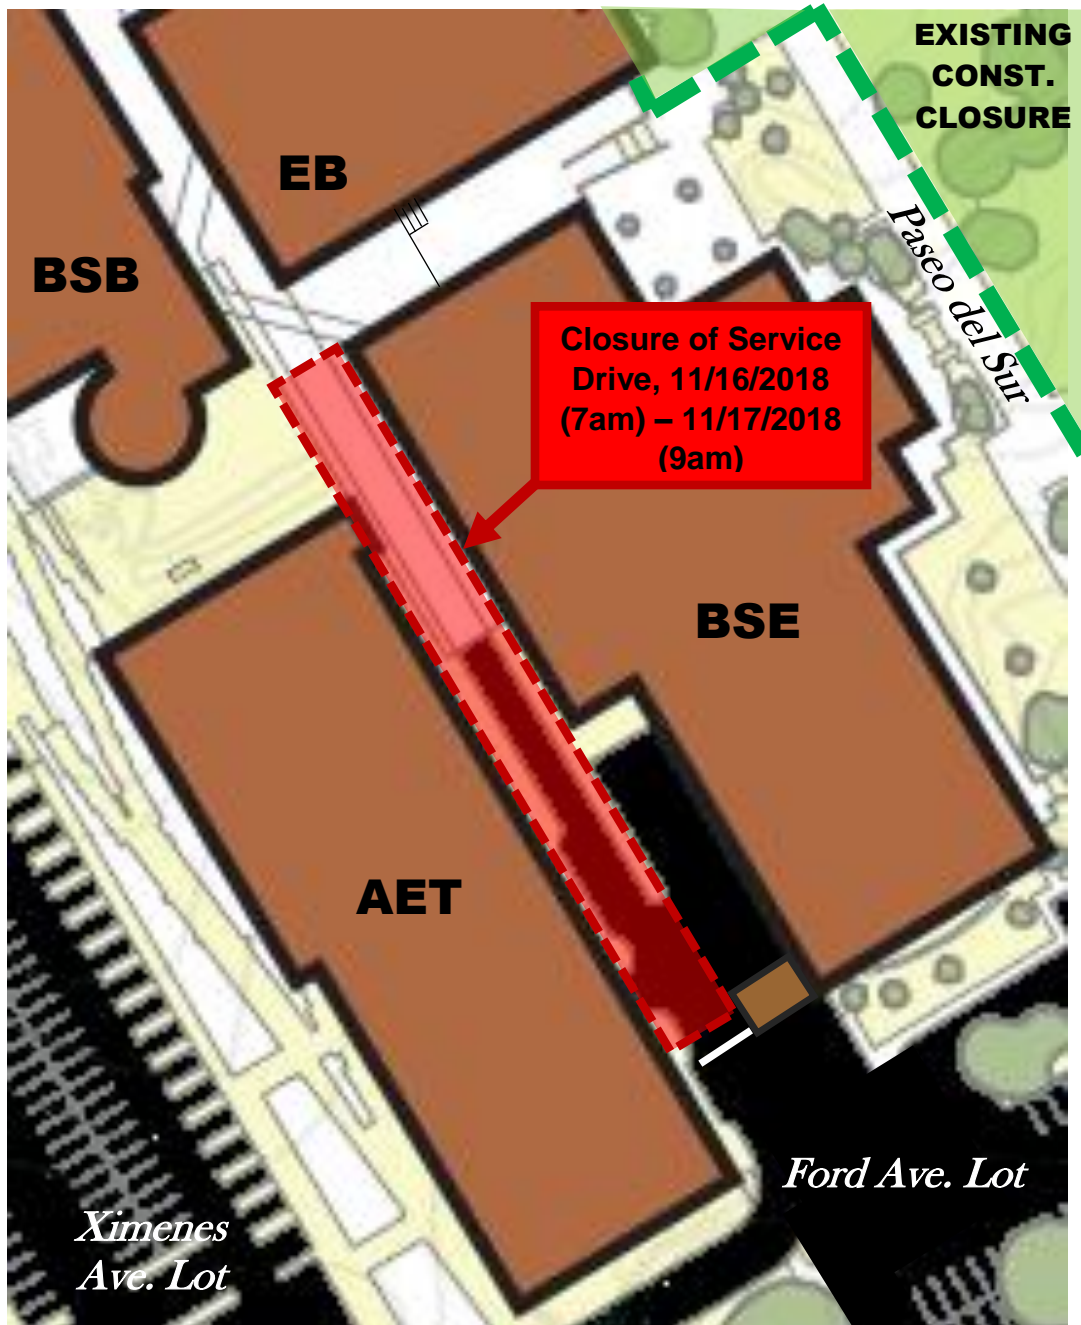 EXISTING
CONST.
CLOSURE
EB
BSB
Paseo del Sur
Closure of Service
Drive, 11/16/2018
(7am) – 11/17/2018
(9am)
BSE
AET
Ford Ave. Lot
Ximenes
Ave. Lot